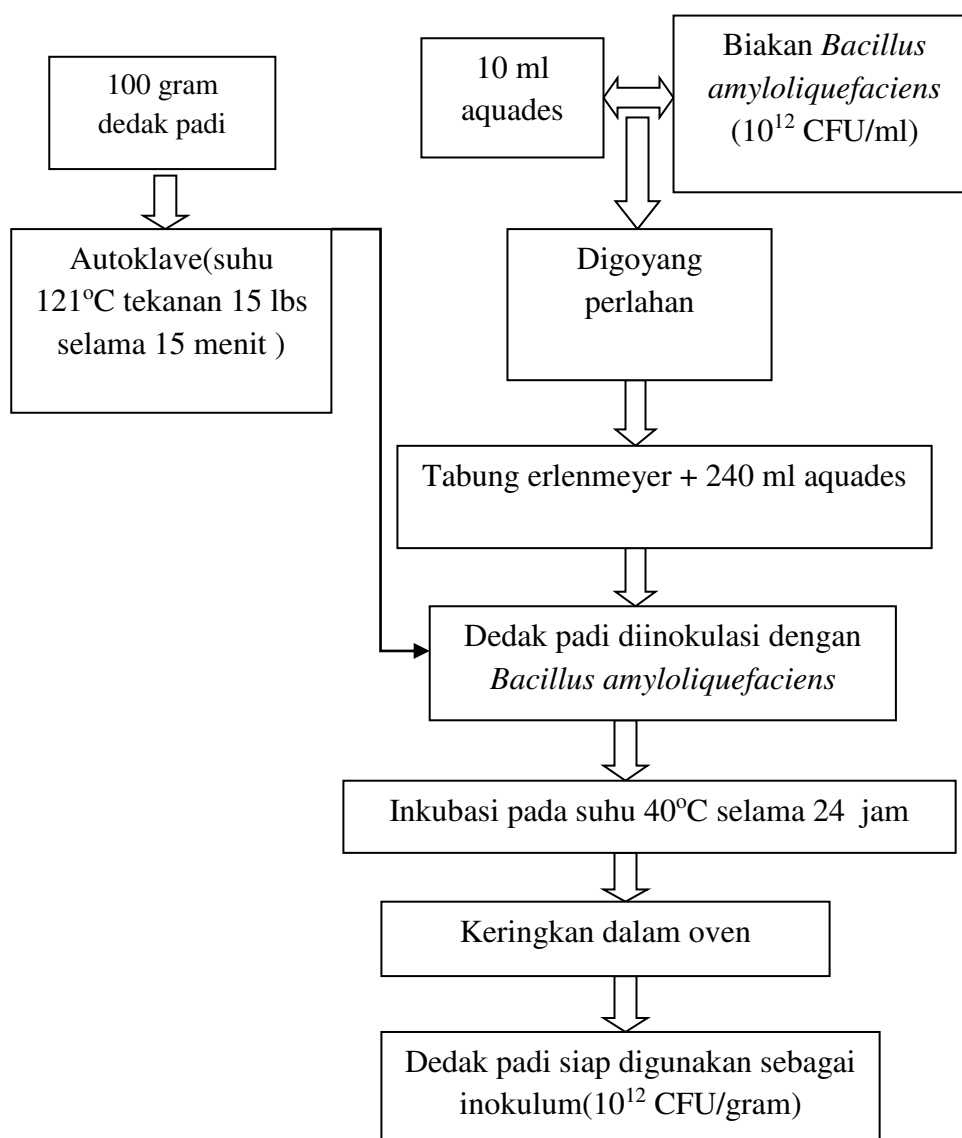 100 gram
dedak padi
10 ml
aquades
Biakan Bacillus
amyloliquefaciens
(10¹² CFU/ml)
Autoklave(suhu
121°C tekanan 15 lbs
selama 15 menit )
Digoyang
perlahan
Tabung erlenmeyer + 240 ml aquades
Dedak padi diinokulasi dengan
Bacillus amyloliquefaciens
Inkubasi pada suhu 40°C selama 24 jam
Keringkan dalam oven
Dedak padi siap digunakan sebagai
inokulum(10¹² CFU/gram)